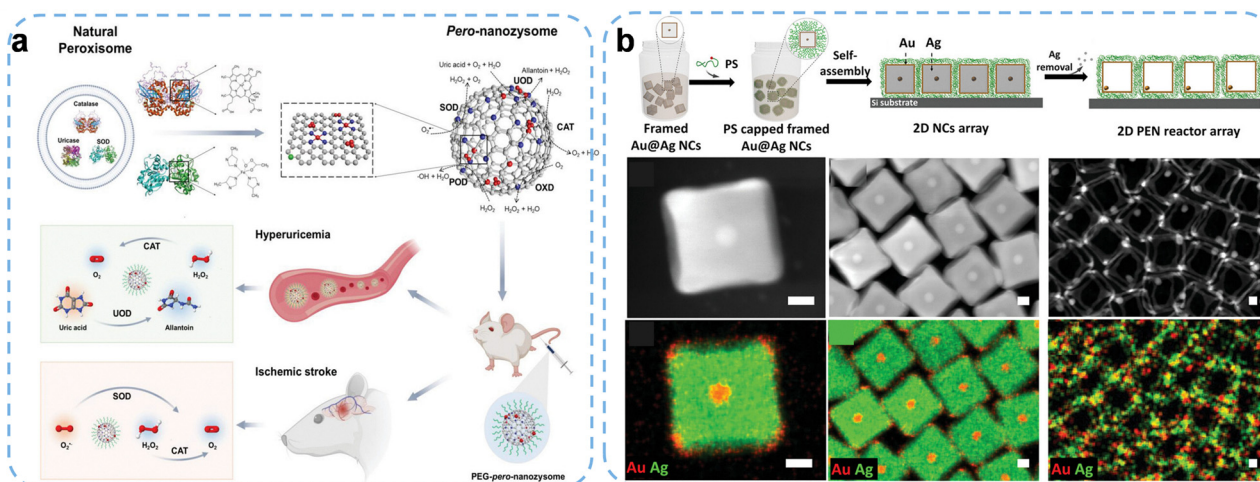 a
Natural
Peroxisome
Catalase
Uricase
SOD
Pero-nanozysome
Uric acid + O₂ + H₂O
Allantoin + H₂O₂
H₂O₂ + O₂
UOD
H₂O₂
SOD
CAT
O₂•⁻
O₂ + H₂O
O₂
·OH + H₂O
POD
OXD
H₂O₂
H₂O₂ + H₂O
Hyperuricemia
CAT
O₂
H₂O₂
Uric acid
UOD
Allantoin
Ischemic stroke
SOD
O₂•⁻
H₂O₂
O₂
CAT
PEG-pero-nanozysome
b
PS
Self-
assembly
Au
Ag
Ag
removal
Si substrate
Framed
Au@Ag NCs
PS capped framed
Au@Ag NCs
2D NCs array
2D PEN reactor array
Au Ag
Au Ag
Au Ag